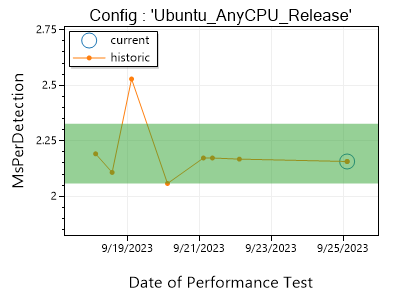 Config : 'Ubuntu_AnyCPU_Release'
current
historic
MsPerDetection
2.75
2.5
2.25
2
9/19/2023
9/21/2023
9/23/2023
9/25/2023
Date of Performance Test